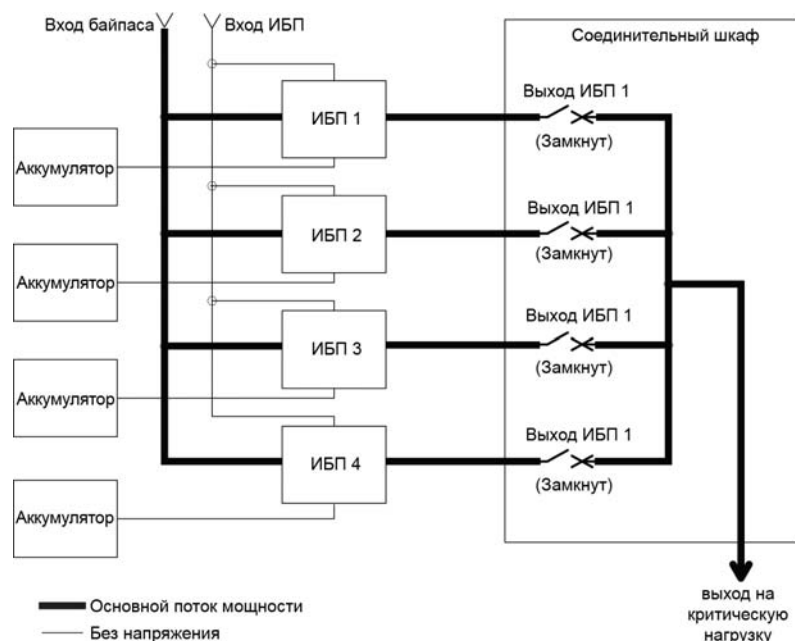 Вход байпаса
Вход ИБП
Соединительный шкаф
Выход ИБП 1
ИБП 1
(Замкнут)
Аккумулятор
Выход ИБП 1
ИБП 2
(Замкнут)
Аккумулятор
Выход ИБП 1
ИБП 3
(Замкнут)
Аккумулятор
Выход ИБП 1
ИБП 4
(Замкнут)
Аккумулятор
Основной поток мощности
Без напряжения
выход на
критическую
нагрузку